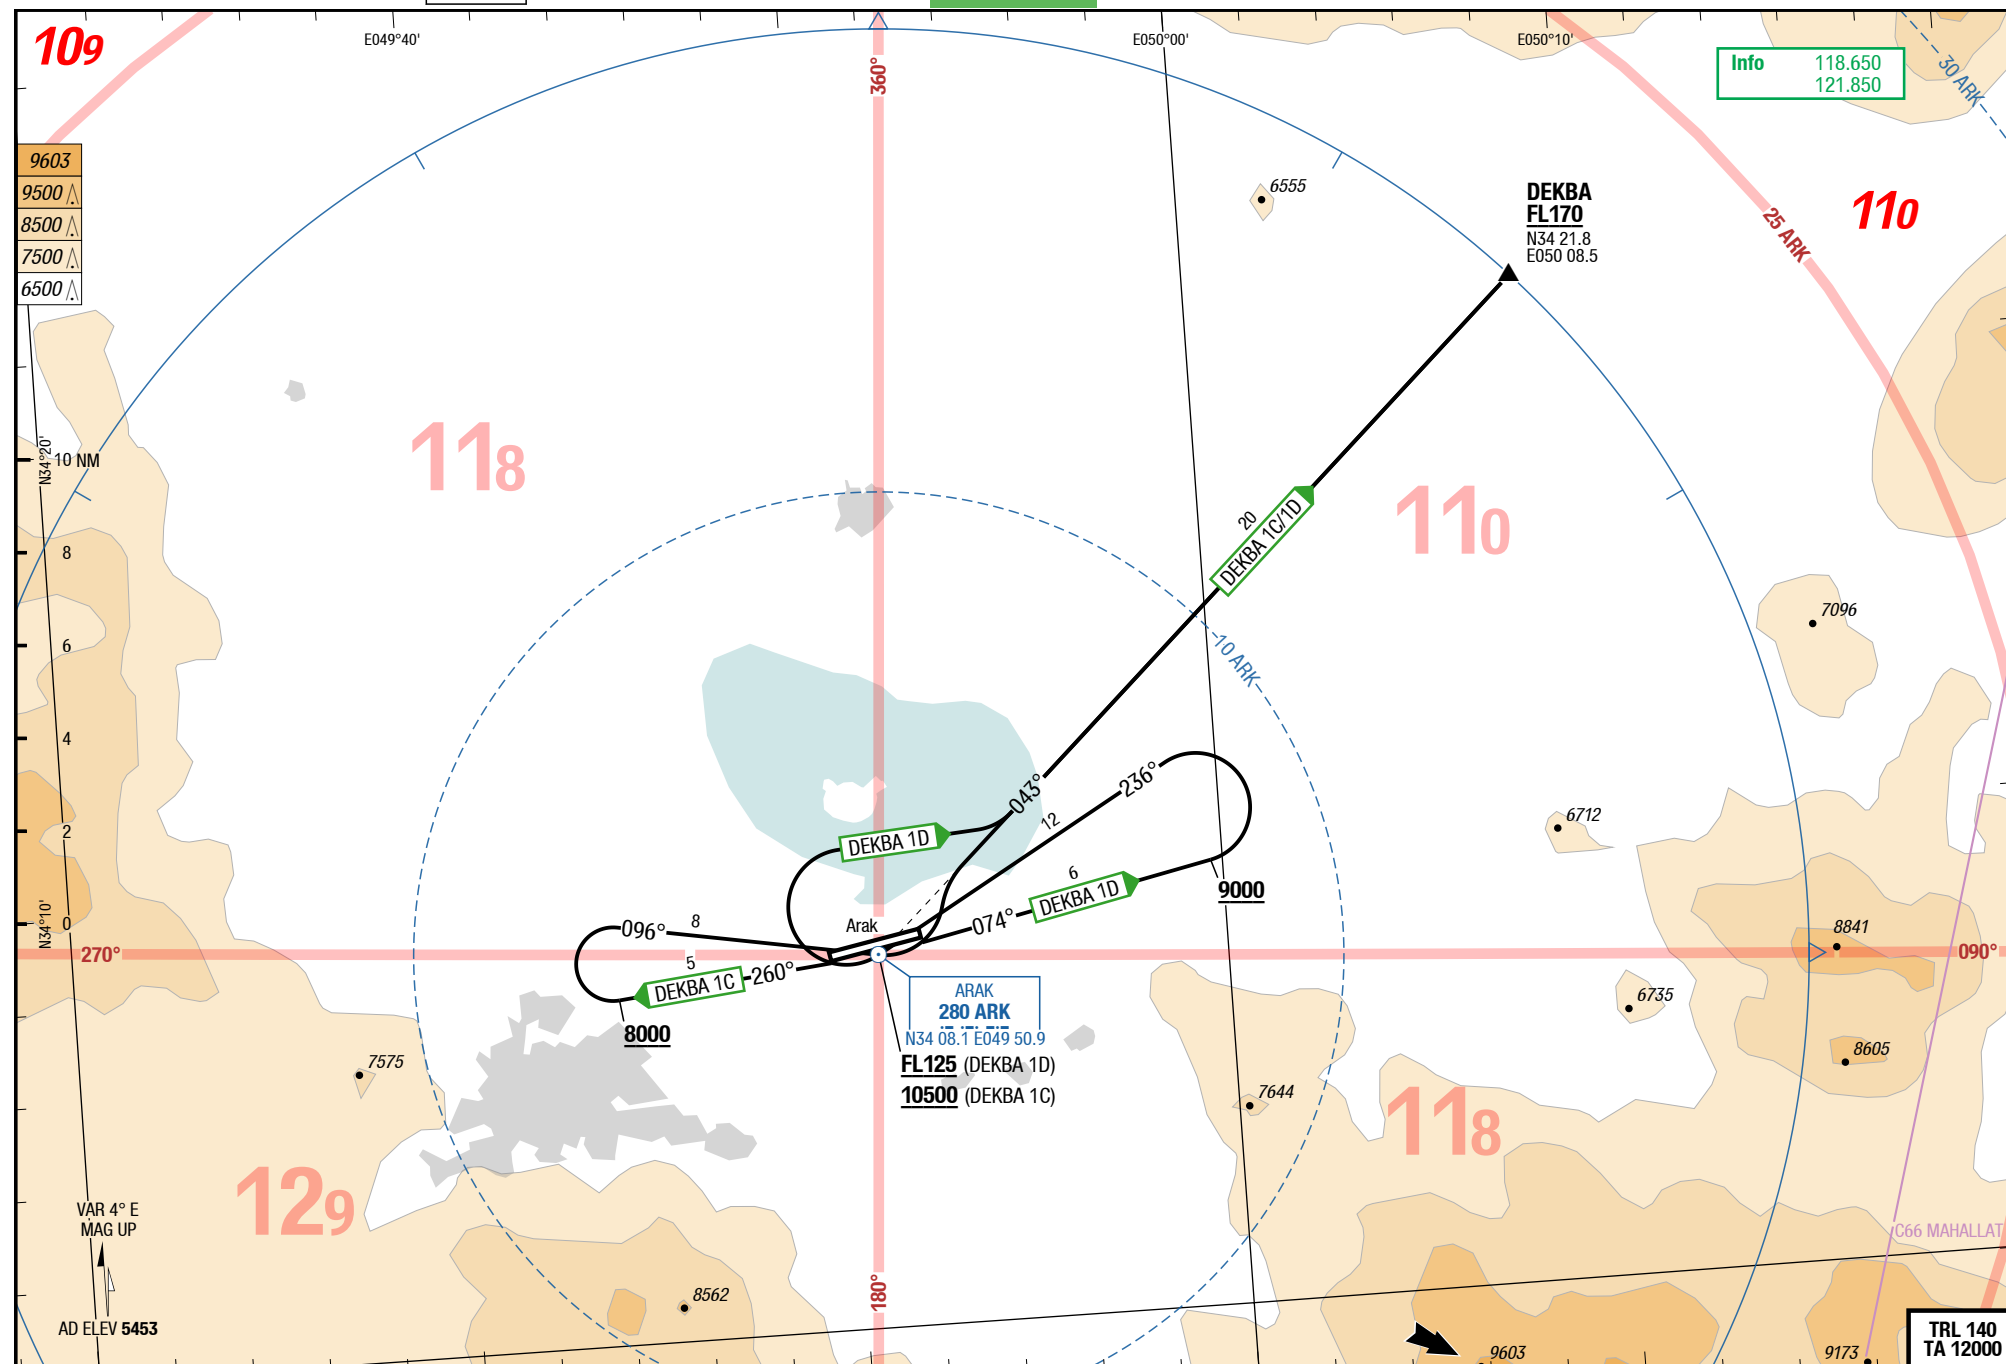 109
E049°40'
E050°00'
E050°10'
360°
Info 118.650
121.850
30 ARK
9603
9500
8500
7500
6500
6555
DEKBA
FL170
N34 21.8
E050 08.5
25 ARK
110
N34°20'
10 NM
118
20
DEKBA 1C/1D
110
8
6
4
2
0
7096
10 ARK
043°
236°
12
6712
DEKBA 1D
6
DEKBA 1D
9000
074°
N34°10'
Arak
096°
8
8841
270°
5
DEKBA 1C
260°
090°
8000
ARAK
280 ARK
N34 08.1 E049 50.9
FL125 (DEKBA 1D)
10500 (DEKBA 1C)
6735
8605
7575
7644
118
129
VAR 4° E
MAG UP
C66 MAHALLAT
180°
8562
AD ELEV 5453
9603
9173
TRL 140
TA 12000